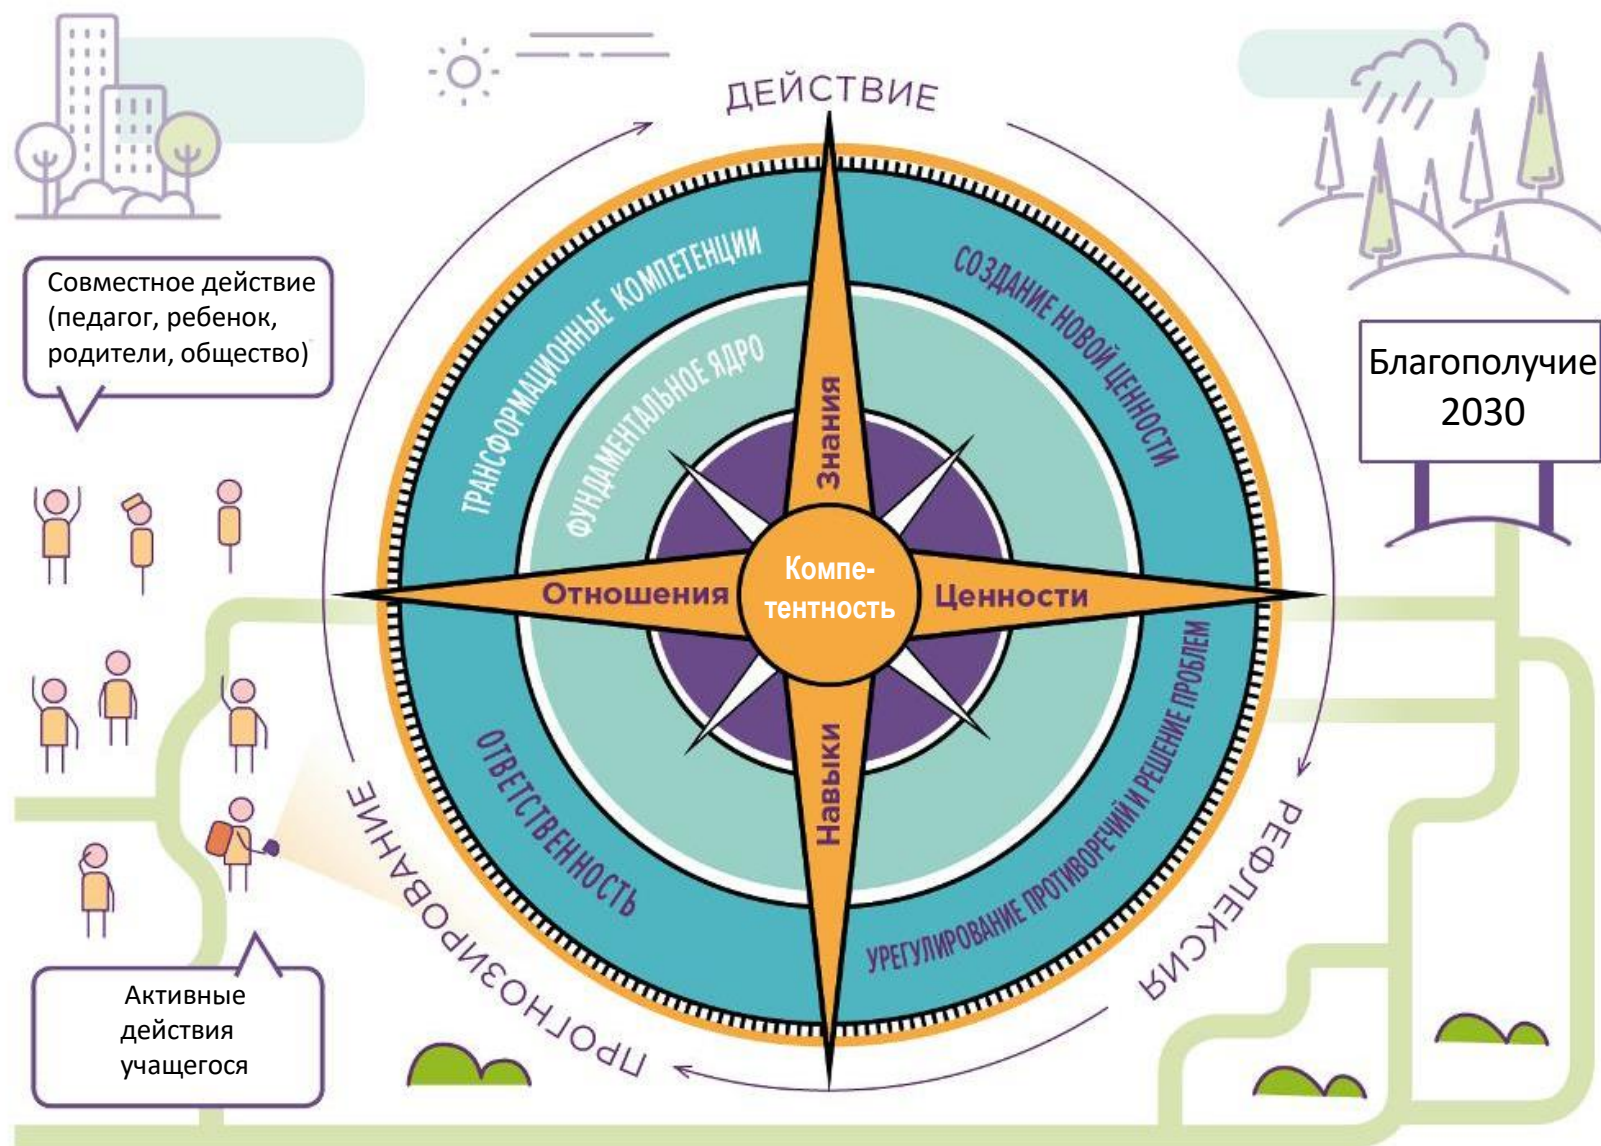 ДЕЙСТВИЕ
Совместное действие
(педагог, ребенок,
родители, общество)
ТРАНСФОРМАЦИОННЫЕ КОМПЕТЕНЦИИ
СОЗДАНИЕ НОВОЙ ЦЕННОСТИ
ФУНДАМЕНТАЛЬНОЕ ЯДРО
Благополучие
2030
Знания
Отношения
Компе-
тентность
Ценности
Навыки
ОТВЕТСТВЕННОСТЬ
УРЕГУЛИРОВАНИЕ ПРОТИВОРЕЧИЙ И РЕШЕНИЕ ПРОБЛЕМ
ПРОГНОЗИРОВАНИЕ
РЕФЛЕКСИЯ
Активные
действия
учащегося